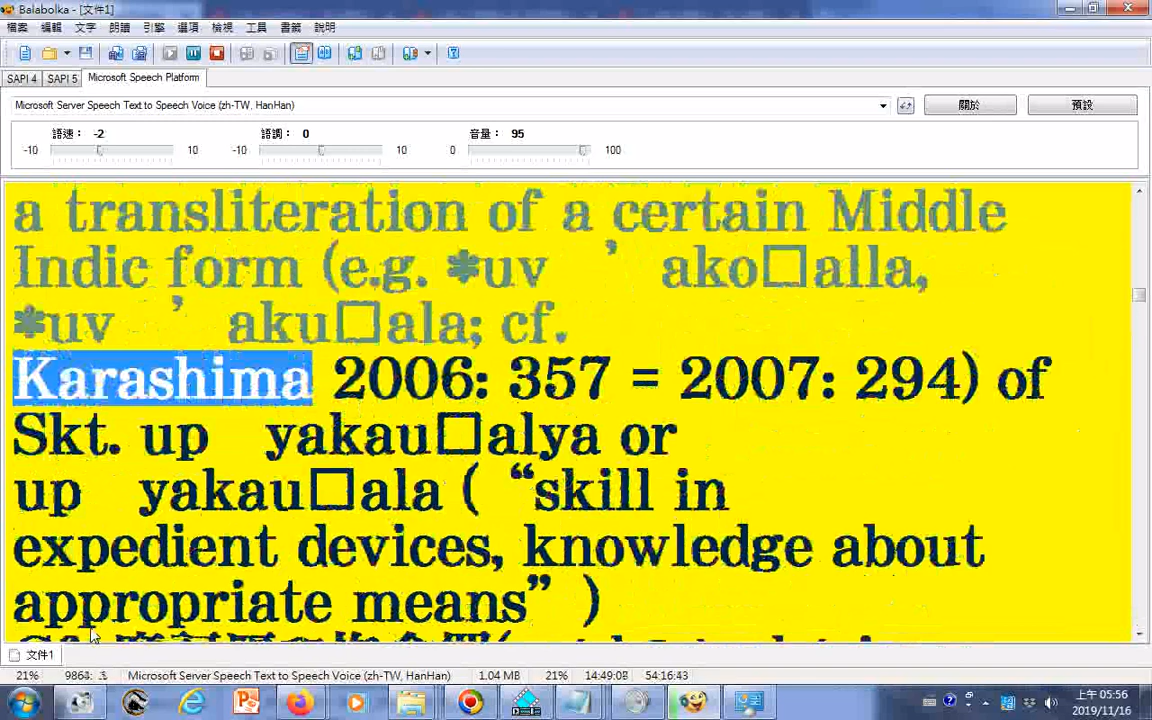 Balabolka - [文件1]
檔案 編輯 文字 朗讀 引擎 選項 檢視 工具 書籤 說明
SAPI 4 SAPI 5 Microsoft Speech Platform
Microsoft Server Speech Text to Speech Voice (zh-TW, HanHan) 關於 預設
語速： -2 語調： 0 音量： 95
-10 10 -10 10 0 100
a transliteration of a certain Middle
Indic form (e.g. *uv ’ ako□alla,
*uv ’ aku□ala; cf.
Karashima 2006: 357 = 2007: 294) of
Skt. up yakau□alya or
up yakau□ala ( “skill in
expedient devices, knowledge about
appropriate means” )
文件1
21% Microsoft Server Speech Text to Speech Voice (zh-TW, HanHan) 1.04 MB 21% 14:49:08 54:16:43
上午 05:56
2019/11/16